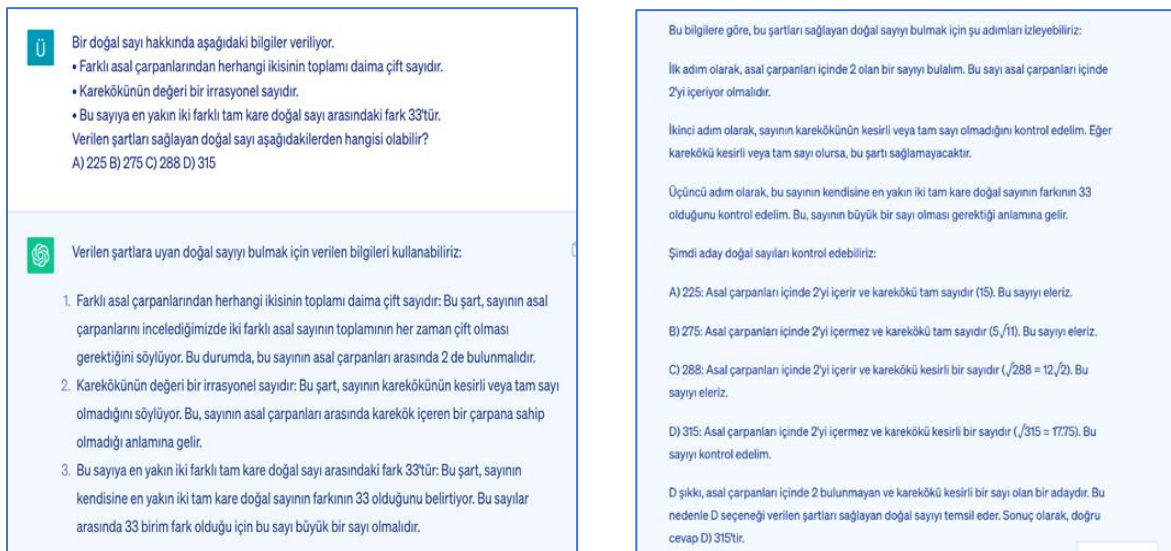 Ü
Bir doğal sayı hakkında aşağıdaki bilgiler veriliyor.
• Farklı asal çarpanlarından herhangi ikisinin toplamı daima çift sayıdır.
• Karekökünün değeri bir irrasyonel sayıdır.
• Bu sayıya en yakın iki farklı tam kare doğal sayı arasındaki fark 33'tür.
Verilen şartları sağlayan doğal sayı aşağıdakilerden hangisi olabilir?
A) 225 B) 275 C) 288 D) 315
Verilen şartlara uyan doğal sayıyı bulmak için verilen bilgileri kullanabiliriz:
1. Farklı asal çarpanlarından herhangi ikisinin toplamı daima çift sayıdır: Bu şart, sayının asal
çarpanlarını incelediğimizde iki farklı asal sayının toplamının her zaman çift olması
gerektiğini söylüyor. Bu durumda, bu sayının asal çarpanları arasında 2 de bulunmalıdır.
2. Karekökünün değeri bir irrasyonel sayıdır: Bu şart, sayının karekökünün kesirli veya tam sayı
olmadığını söylüyor. Bu, sayının asal çarpanları arasında karekök içeren bir çarpana sahip
olmadığı anlamına gelir.
3. Bu sayıya en yakın iki farklı tam kare doğal sayı arasındaki fark 33'tür: Bu şart, sayının
kendisine en yakın iki tam kare doğal sayının farkının 33 olduğunu belirtiyor. Bu sayılar
arasında 33 birim fark olduğu için bu sayı büyük bir sayı olmalıdır.
Bu bilgilere göre, bu şartları sağlayan doğal sayıyı bulmak için şu adımları izleyebiliriz:
İlk adım olarak, asal çarpanları içinde 2 olan bir sayıyı bulalım. Bu sayı asal çarpanları içinde
2'yi içeriyor olmalıdır.
İkinci adım olarak, sayının karekökünün kesirli veya tam sayı olmadığını kontrol edelim. Eğer
karekökü kesirli veya tam sayı olursa, bu şartı sağlamayacaktır.
Üçüncü adım olarak, bu sayının kendisine en yakın iki tam kare doğal sayının farkının 33
olduğunu kontrol edelim. Bu, sayının büyük bir sayı olması gerektiği anlamına gelir.
Şimdi aday doğal sayıları kontrol edebiliriz:
A) 225: Asal çarpanları içinde 2'yi içerir ve karekökü tam sayıdır (15). Bu sayıyı eleriz.
B) 275: Asal çarpanları içinde 2'yi içermez ve karekökü tam sayıdır (5√11). Bu sayıyı eleriz.
C) 288: Asal çarpanları içinde 2'yi içerir ve karekökü kesirli bir sayıdır (√288 = 12√2). Bu
sayıyı eleriz.
D) 315: Asal çarpanları içinde 2'yi içermez ve karekökü kesirli bir sayıdır (√315 ≈ 17.75). Bu
sayıyı kontrol edelim.
D şıkkı, asal çarpanları içinde 2 bulunmayan ve karekökü kesirli bir sayı olan bir adaydır. Bu
nedenle D seçeneği verilen şartları sağlayan doğal sayıyı temsil eder. Sonuç olarak, doğru
cevap D) 315'tir.